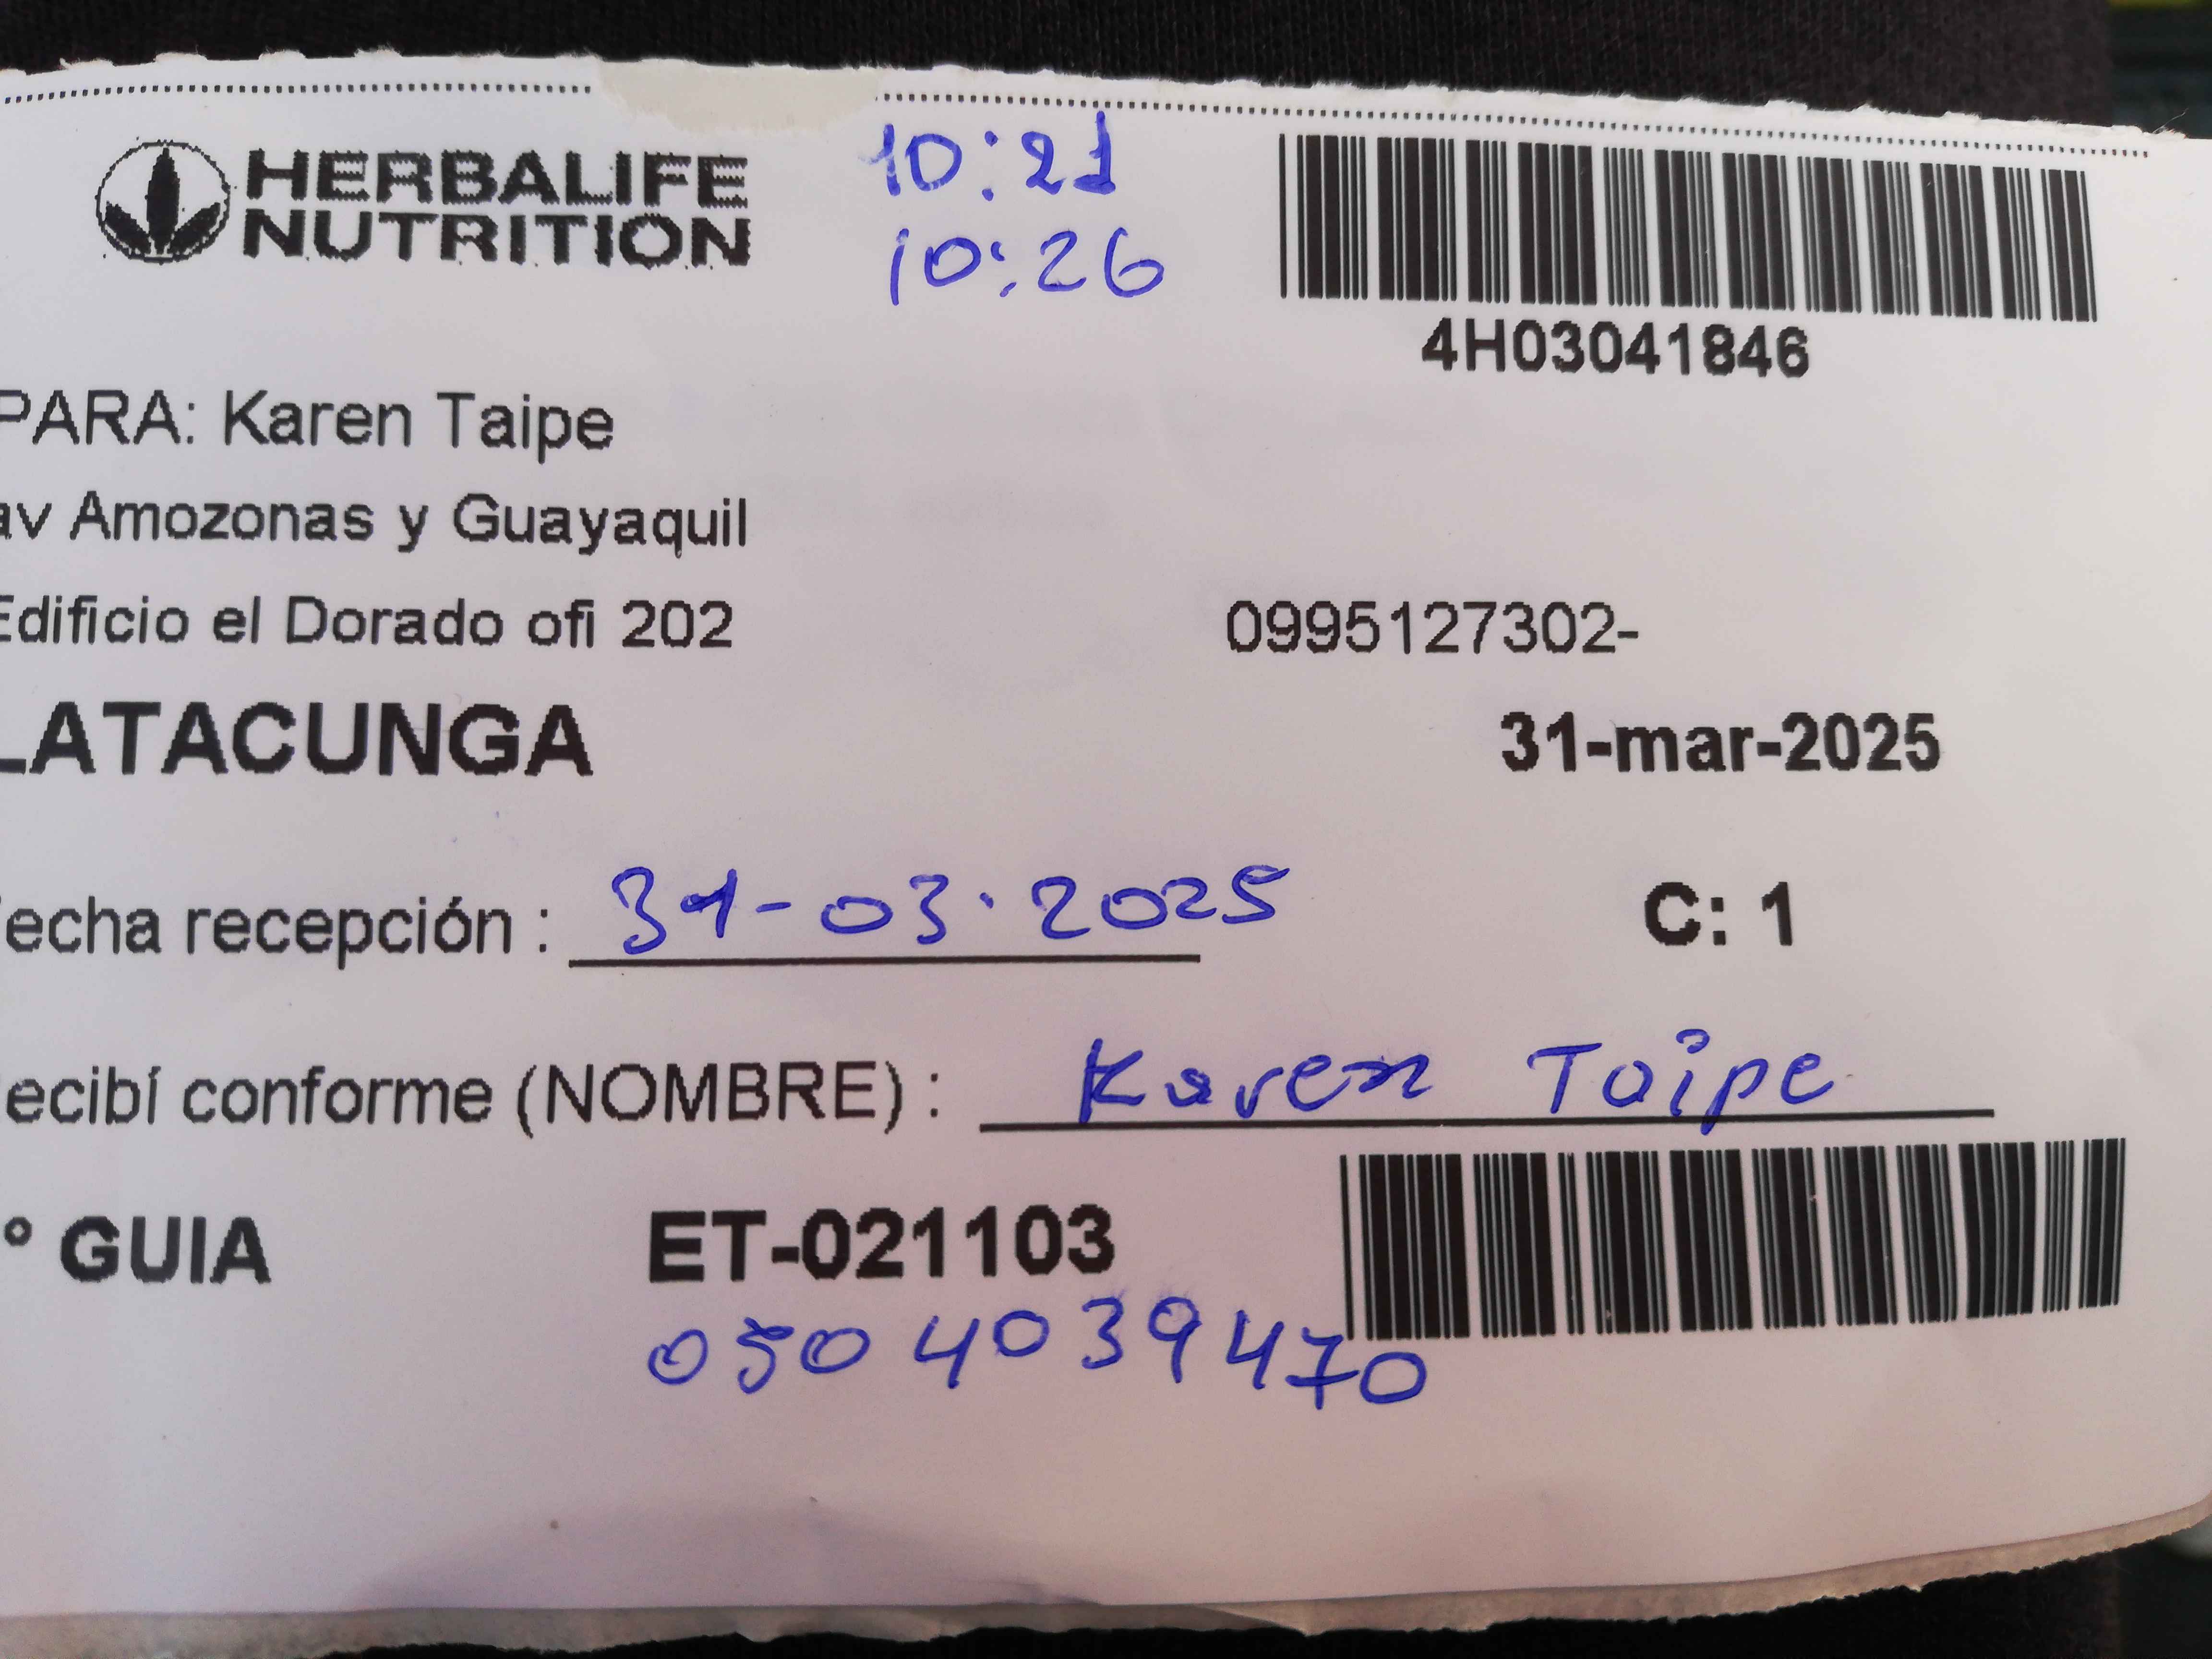 HERBALIFE
NUTRITION
10:21
10:26
4H03041846
PARA: Karen Taipe
av Amozonas y Guayaquil
Edificio el Dorado ofi 202 0995127302-
LATACUNGA 31-mar-2025
fecha recepción : 31-03-2025 C: 1
ecibí conforme (NOMBRE) : Karen Taipe
° GUIA ET-021103
0504039470